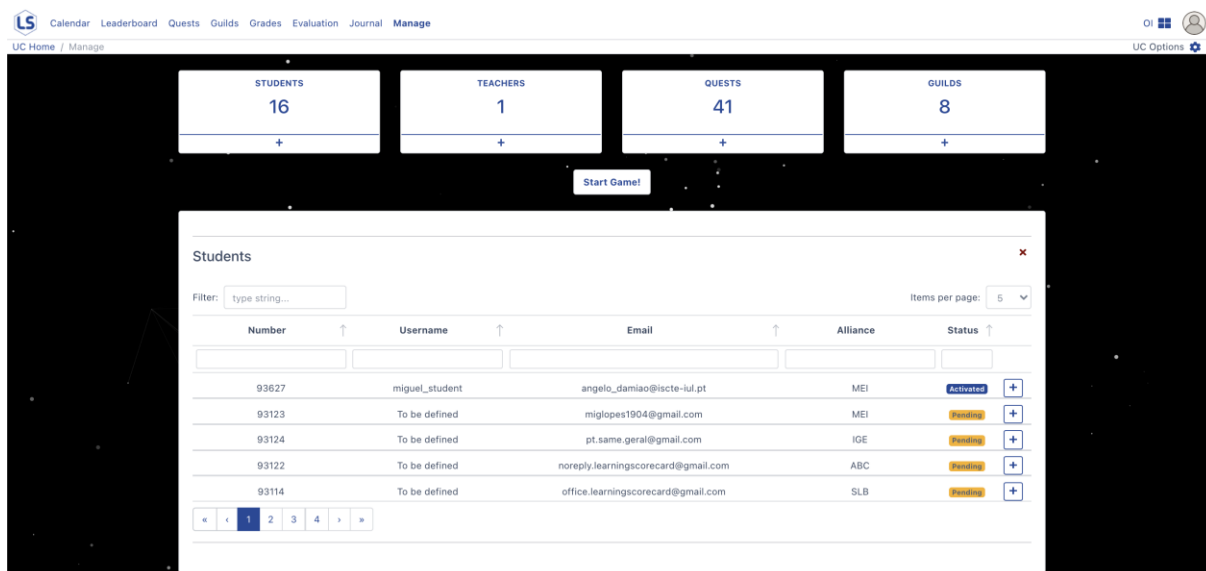 LS Calendar Leaderboard Quests Guilds Grades Evaluation Journal Manage OI
UC Home / Manage UC Options
STUDENTS TEACHERS QUESTS GUILDS
16 1 41 8
+ + + +
Start Game!
Students ×
Filter: type string... Items per page: 5
Number ↑ Username ↑ Email ↑ Alliance Status ↑
93627 miguel_student angelo_damiao@iscte-iul.pt MEI Activated +
93123 To be defined miglopes1904@gmail.com MEI Pending +
93124 To be defined pt.same.geral@gmail.com IGE Pending +
93122 To be defined noreply.learningscorecard@gmail.com ABC Pending +
93114 To be defined office.learningscorecard@gmail.com SLB Pending +
« ‹ 1 2 3 4 › »